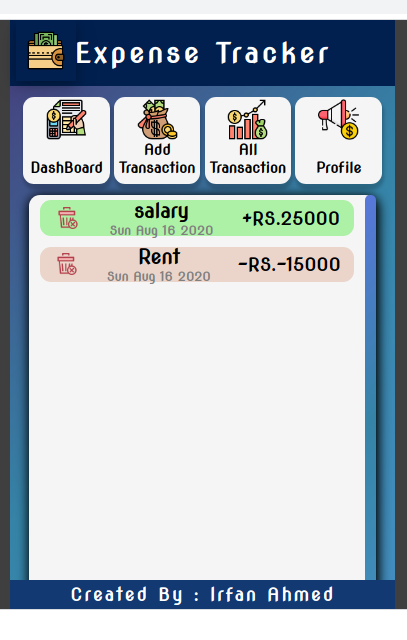 Expense Tracker
DashBoard
Add
Transaction
All
Transaction
Profile
salary
Sun Aug 16 2020
+RS.25000
Rent
Sun Aug 16 2020
-RS.-15000
Created By : Irfan Ahmed